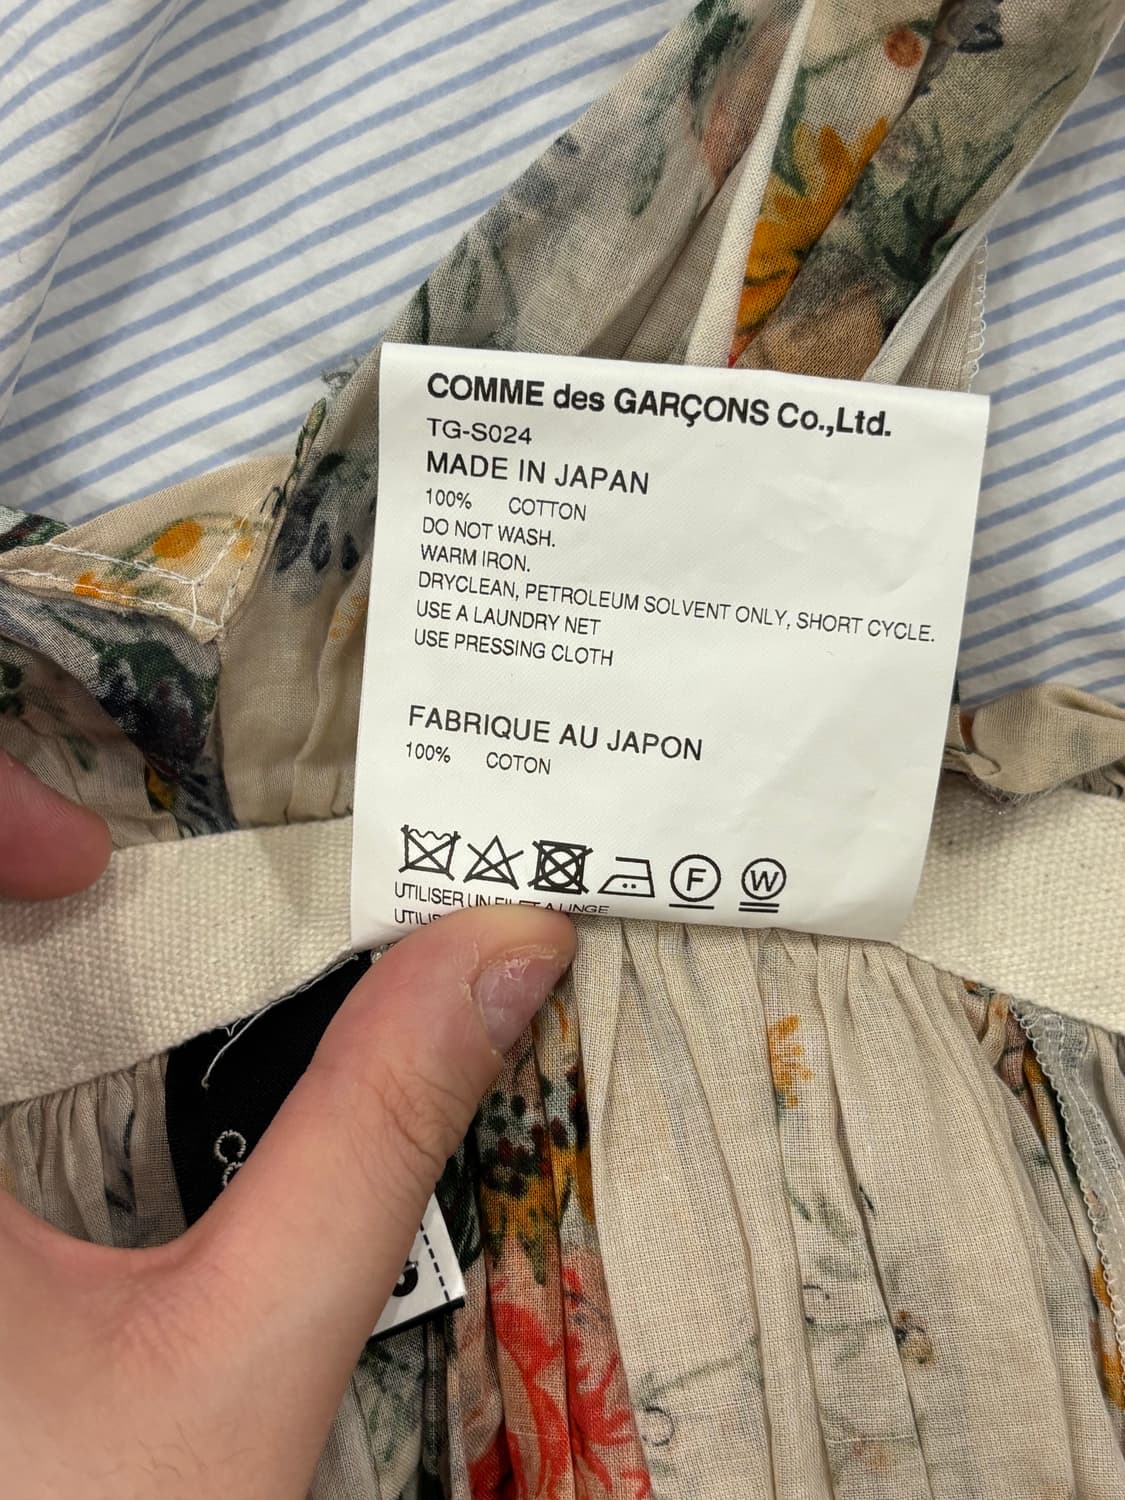 COMME des GARÇONS Co.,Ltd.
TG-S024
MADE IN JAPAN
100% COTTON
DO NOT WASH.
WARM IRON.
DRYCLEAN, PETROLEUM SOLVENT ONLY, SHORT CYCLE.
USE A LAUNDRY NET
USE PRESSING CLOTH
FABRIQUE AU JAPON
100% COTON
F W
UTILISER UN FILET A LINGE